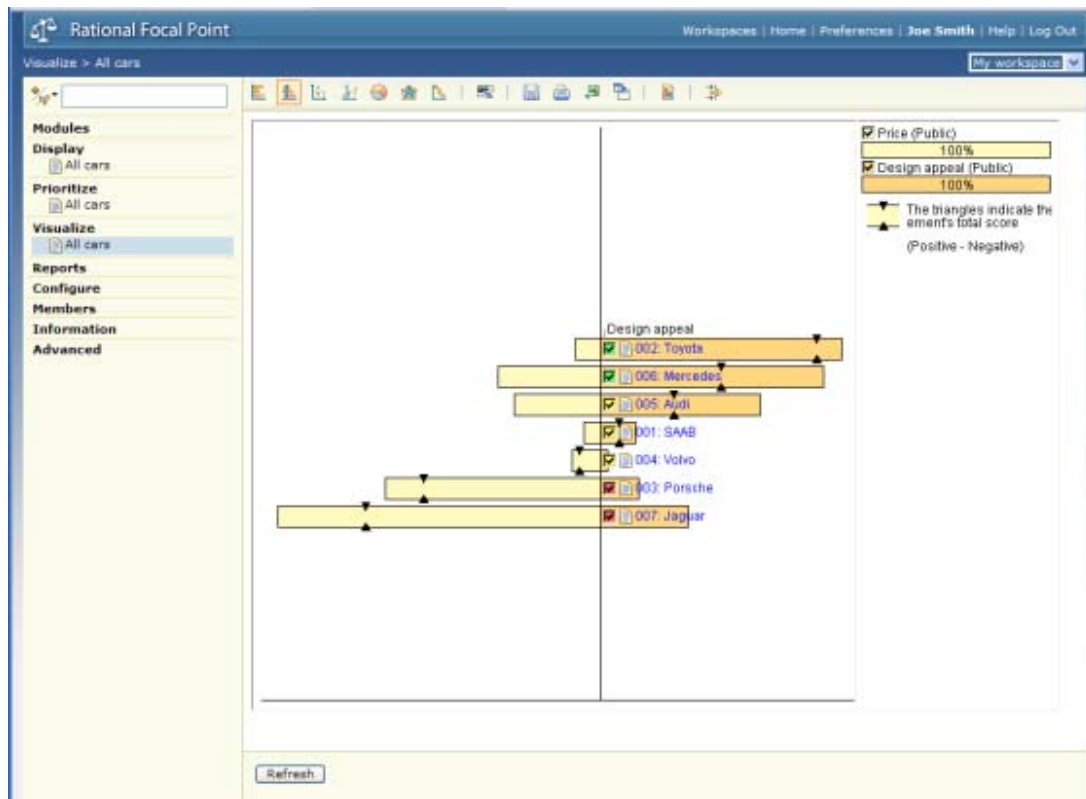 Rational Focal Point
Workspaces | Home | Preferences | Joe Smith | Help | Log Out
Visualize > All cars
My workspace
Modules
Display
All cars
Prioritize
All cars
Visualize
All cars
Reports
Configure
Members
Information
Advanced
Price (Public)
100%
Design appeal (Public)
100%
The triangles indicate the
ement's total score
(Positive - Negative)
Design appeal
002: Toyota
006: Mercedes
005: Audi
001: SAAB
004: Volvo
003: Porsche
007: Jaguar
Refresh